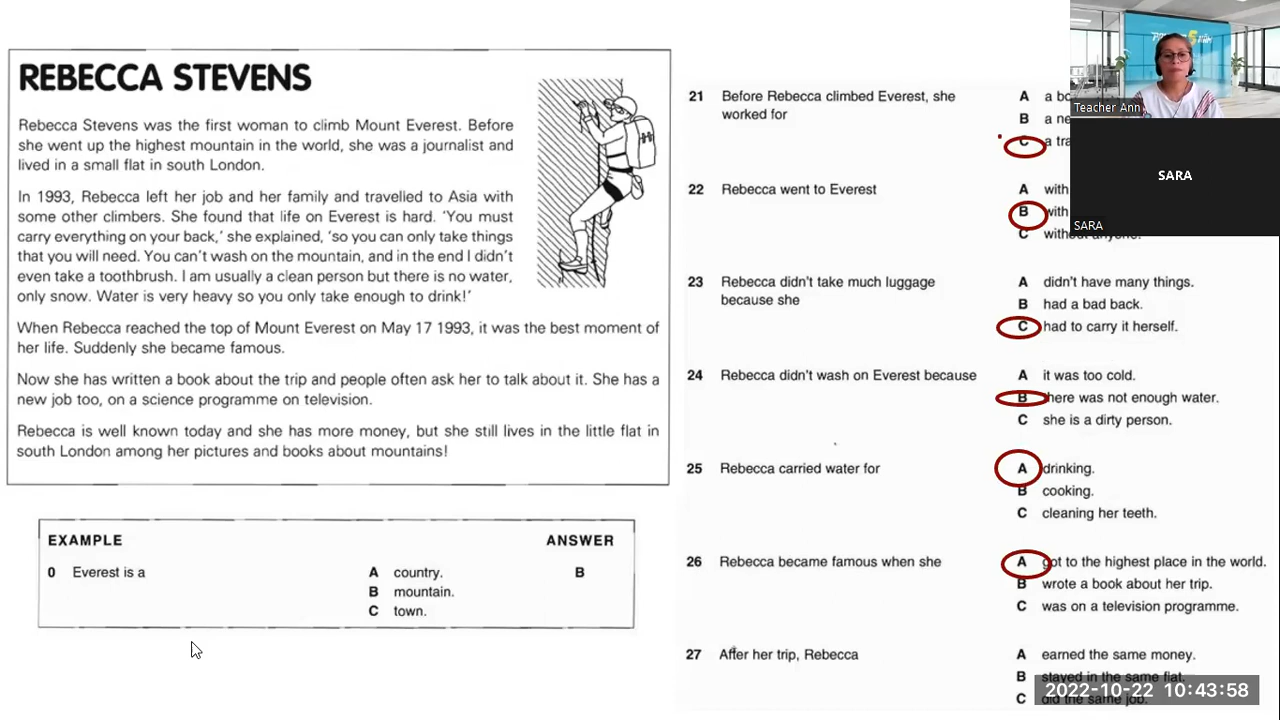 REBECCA STEVENS
Rebecca Stevens was the first woman to climb Mount Everest. Before
she went up the highest mountain in the world, she was a journalist and
lived in a small flat in south London.
In 1993, Rebecca left her job and her family and travelled to Asia with
some other climbers. She found that life on Everest is hard. 'You must
carry everything on your back,' she explained, 'so you can only take things
that you will need. You can't wash on the mountain, and in the end I didn't
even take a toothbrush. I am usually a clean person but there is no water,
only snow. Water is very heavy so you only take enough to drink!'
When Rebecca reached the top of Mount Everest on May 17 1993, it was the best moment of
her life. Suddenly she became famous.
Now she has written a book about the trip and people often ask her to talk about it. She has a
new job too, on a science programme on television.
Rebecca is well known today and she has more money, but she still lives in the little flat in
south London among her pictures and books about mountains!
EXAMPLE ANSWER
0 Everest is a A country. B
B mountain.
C town.
21 Before Rebecca climbed Everest, she A a
worked for B a
C a
22 Rebecca went to Everest A with
B with
C without anyone.
23 Rebecca didn't take much luggage A didn't have many things.
because she B had a bad back.
C had to carry it herself.
24 Rebecca didn't wash on Everest because A it was too cold.
B there was not enough water.
C she is a dirty person.
25 Rebecca carried water for A drinking.
B cooking.
C cleaning her teeth.
26 Rebecca became famous when she A got to the highest place in the world.
B wrote a book about her trip.
C was on a television programme.
27 After her trip, Rebecca A earned the same money.
B stayed in the same flat.
C did the same job.
Teacher Ann
SARA
SARA
2022-10-22 10:43:58